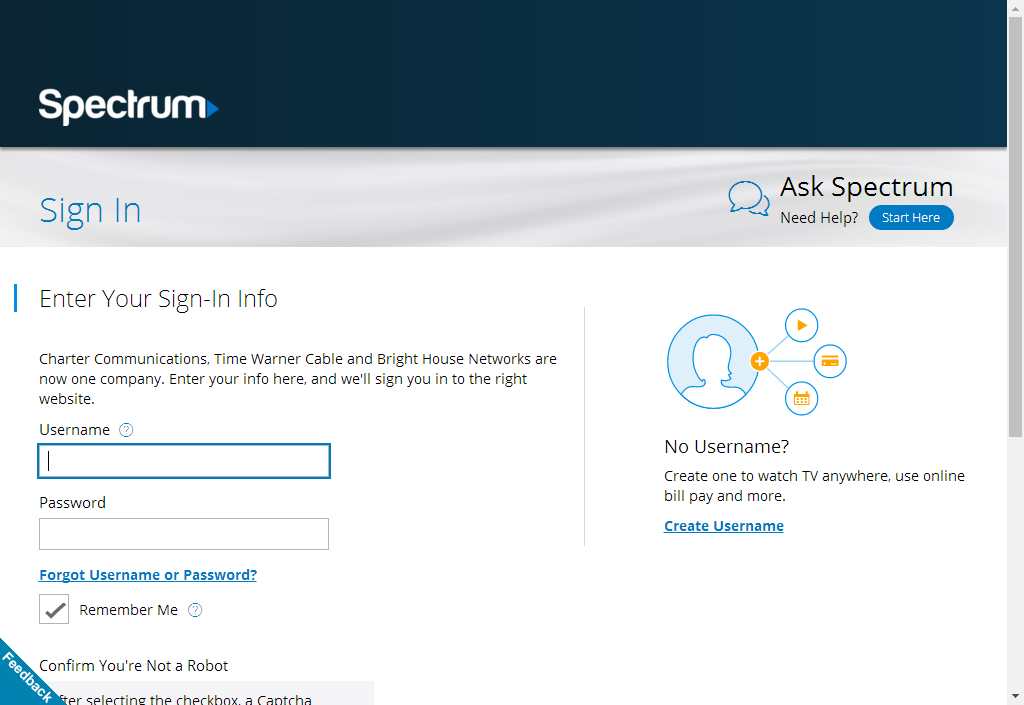 Spectrum
Sign In
Ask Spectrum
Need Help?
Start Here
Enter Your Sign-In Info
Charter Communications, Time Warner Cable and Bright House Networks are
now one company. Enter your info here, and we'll sign you in to the right
website.
Username ?
Password
Forgot Username or Password?
Remember Me ?
Confirm You're Not a Robot
After selecting the checkbox, a Captcha
No Username?
Create one to watch TV anywhere, use online
bill pay and more.
Create Username
Feedback